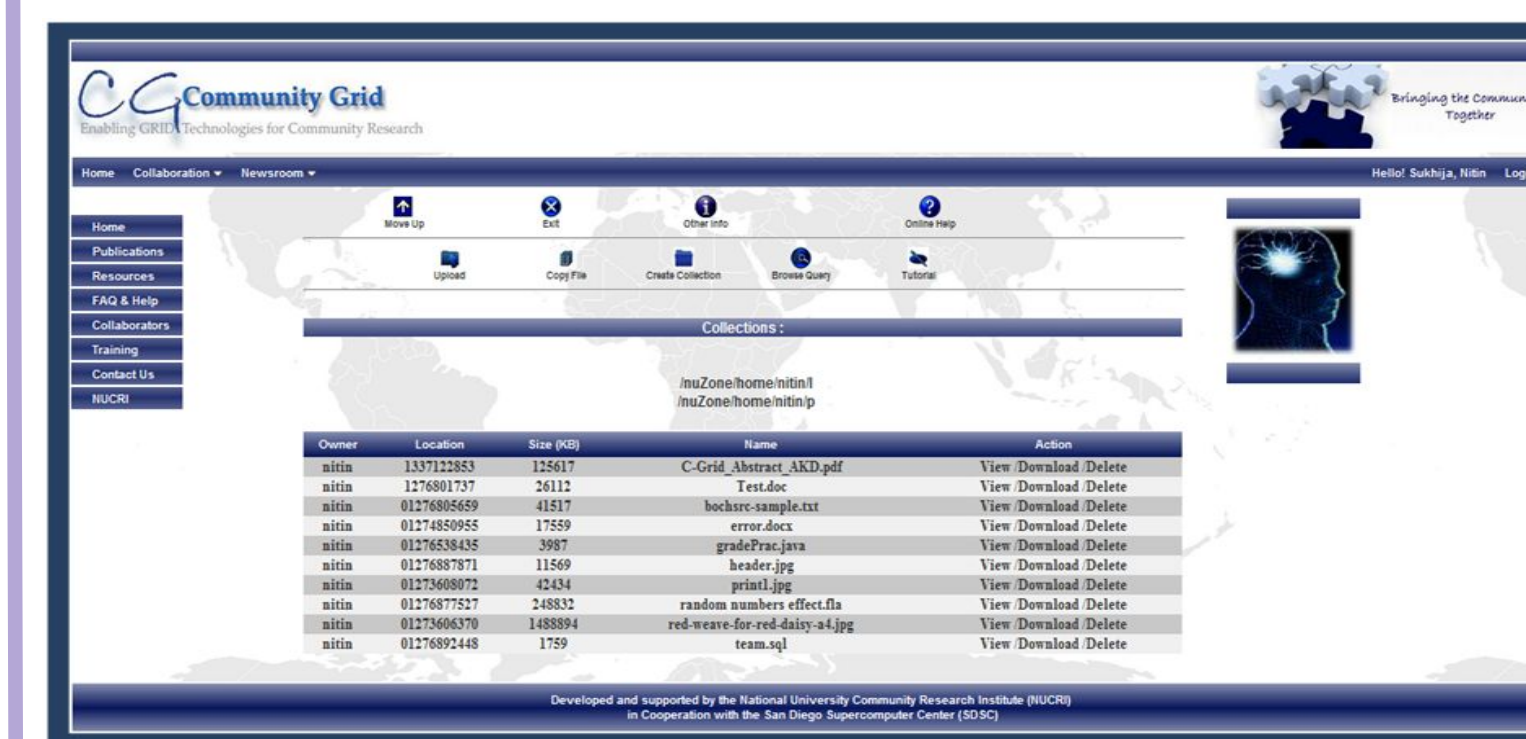 CG Community Grid
Enabling GRID Technologies for Community Research
Bringing the
Together
Home Collaboration Newsroom
Hello! Sukhija, Nitin
Move Up Exit Other Info Online Help
Upload Copy File Create Collection Browse Query Tutorial
Home
Publications
Resources
FAQ & Help
Collaborators
Training
Contact Us
NUCRI
Collections :
/nuZone/home/nitin/l
/nuZone/home/nitin/p
Owner Location Size (KB) Name Action
nitin 1337122853 125617 C-Grid_Abstract_AKD.pdf View /Download /Delete
nitin 1276801737 26112 Test.doc View /Download /Delete
nitin 01276805659 41517 bochsrc-sample.txt View /Download /Delete
nitin 01274850955 17559 error.docx View /Download /Delete
nitin 01276538435 3987 gradePrac.java View /Download /Delete
nitin 01276887871 11569 header.jpg View /Download /Delete
nitin 01273608072 42434 print1.jpg View /Download /Delete
nitin 01276877527 248832 random numbers effect.fla View /Download /Delete
nitin 01273606370 1488894 red-weave-for-red-daisy-a4.jpg View /Download /Delete
nitin 01276892448 1759 team.sql View /Download /Delete
Developed and supported by the National University Community Research Institute (NUCRI)
in Cooperation with the San Diego Supercomputer Center (SDSC)